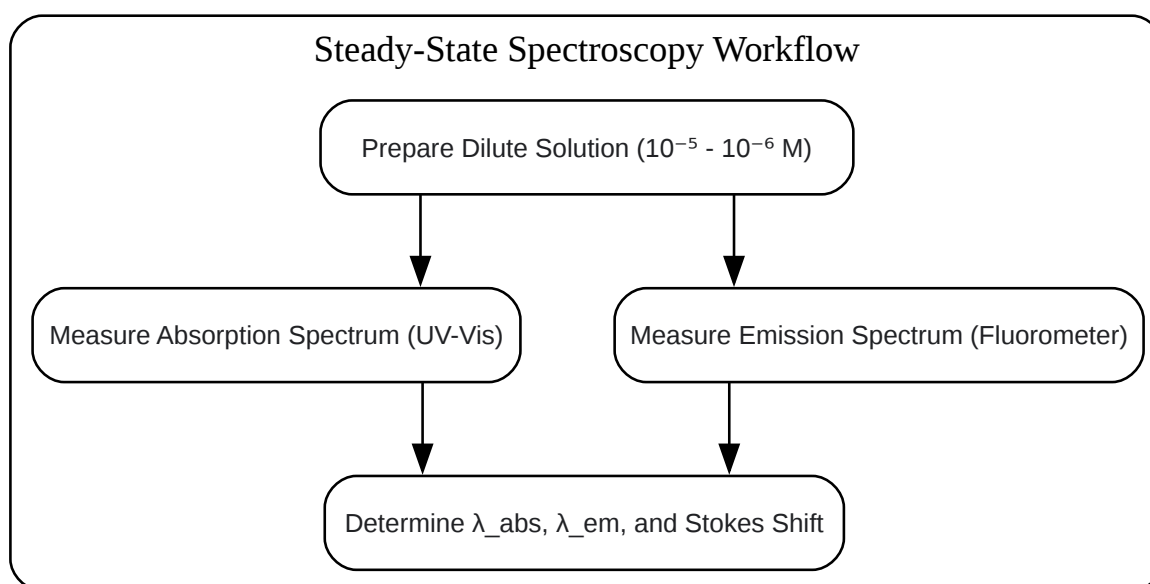 Steady-State Spectroscopy Workflow
Prepare Dilute Solution (10⁻⁵ - 10⁻⁶ M)
Measure Absorption Spectrum (UV-Vis)
Measure Emission Spectrum (Fluorometer)
Determine λ_abs, λ_em, and Stokes Shift